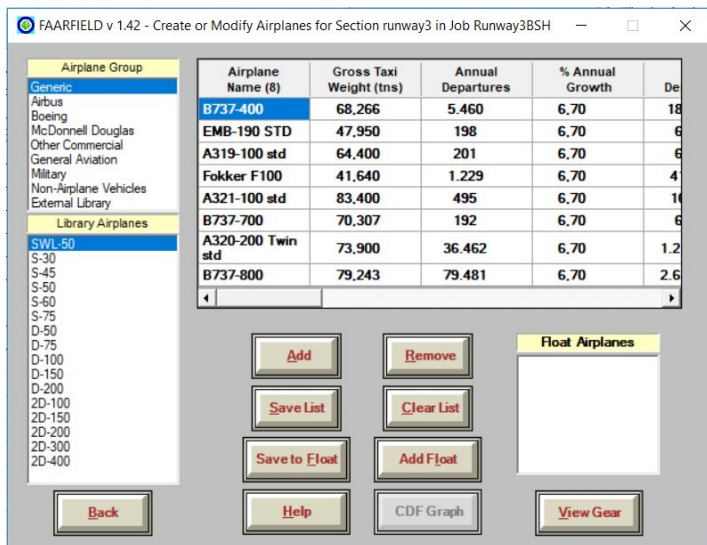 FAARFIELD v 1.42 - Create or Modify Airplanes for Section runway3 in Job Runway3BSH
Airplane Group
Generic
Airbus
Boeing
McDonnell Douglas
Other Commercial
General Aviation
Military
Non-Airplane Vehicles
External Library
Library Airplanes
SWL-50
S-30
S-45
S-50
S-60
S-75
D-50
D-75
D-100
D-150
D-200
2D-100
2D-150
2D-200
2D-300
2D-400
Airplane Name (8) Gross Taxi Weight (tns) Annual Departures % Annual Growth De
B737-400 68,266 5.460 6,70 18
EMB-190 STD 47,950 198 6,70 6
A319-100 std 64,400 201 6,70 6
Fokker F100 41,640 1.229 6,70 4
A321-100 std 83,400 495 6,70 16
B737-700 70,307 192 6,70 6
A320-200 Twin std 73,900 36.462 6,70 1.2
B737-800 79,243 79.481 6,70 2.6
Add Remove
Save List Clear List
Save to Float Add Float
Help CDF Graph
Float Airplanes
Back
View Gear